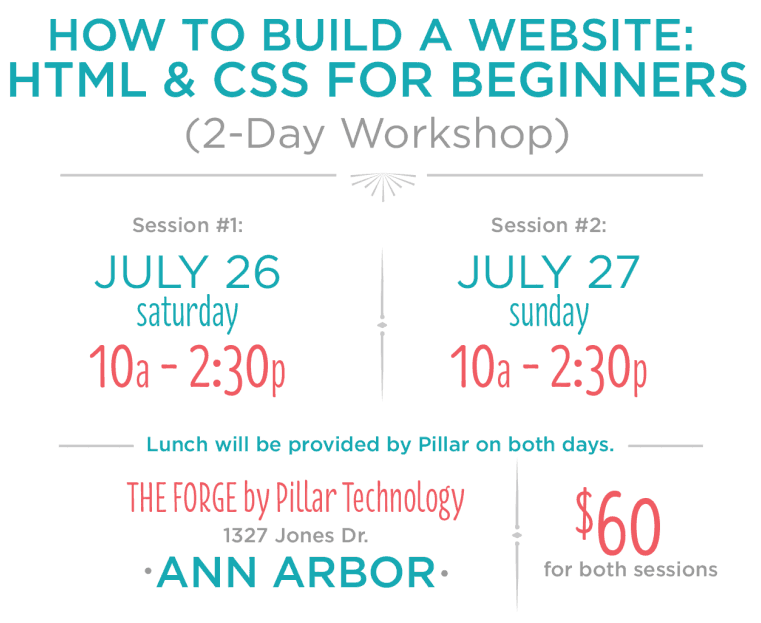 HOW TO BUILD A WEBSITE:
HTML & CSS FOR BEGINNERS
(2-Day Workshop)
Session #1:
JULY 26
saturday
10a - 2:30p
Session #2:
JULY 27
sunday
10a - 2:30p
Lunch will be provided by Pillar on both days.
THE FORGE by Pillar Technology
1327 Jones Dr.
• ANN ARBOR •
$60
for both sessions